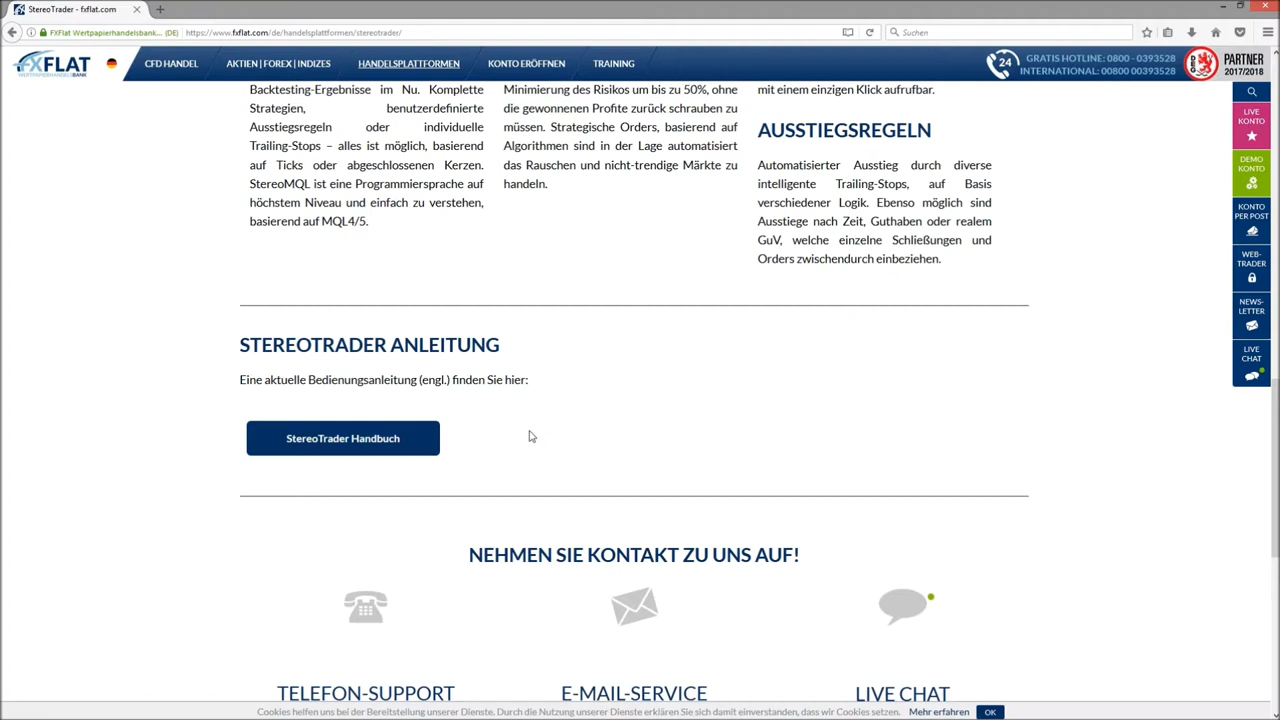 StereoTrader - fxflat.com
FXFlat Wertpapierhandelsbank... (DE)
https://www.fxflat.com/de/handelsplattformen/stereotrader/
Suchen
FXFLAT
WERTPAPIERHANDELSBANK
CFD HANDEL
AKTIEN | FOREX | INDIZES
HANDELSPLATTFORMEN
KONTO ERÖFFNEN
TRAINING
24
GRATIS HOTLINE: 0800 - 0393528
INTERNATIONAL: 00800 00393528
PARTNER
2017/2018
Backtesting-Ergebnisse im Nu. Komplette
Strategien, benutzerdefinierte
Ausstiegsregeln oder individuelle
Trailing-Stops – alles ist möglich, basierend
auf Ticks oder abgeschlossenen Kerzen.
StereoMQL ist eine Programmiersprache auf
höchstem Niveau und einfach zu verstehen,
basierend auf MQL4/5.
Minimierung des Risikos um bis zu 50%, ohne
die gewonnenen Profite zurück schrauben zu
müssen. Strategische Orders, basierend auf
Algorithmen sind in der Lage automatisiert
das Rauschen und nicht-trendige Märkte zu
handeln.
mit einem einzigen Klick aufrufbar.
AUSSTIEGSREGELN
Automatisierter Ausstieg durch diverse
intelligente Trailing-Stops, auf Basis
verschiedener Logik. Ebenso möglich sind
Ausstiege nach Zeit, Guthaben oder realem
GuV, welche einzelne Schließungen und
Orders zwischendurch einbeziehen.
LIVE
KONTO
DEMO
KONTO
KONTO
PER POST
WEB-
TRADER
NEWS-
LETTER
LIVE
CHAT
STEREOTRADER ANLEITUNG
Eine aktuelle Bedienungsanleitung (engl.) finden Sie hier:
StereoTrader Handbuch
NEHMEN SIE KONTAKT ZU UNS AUF!
TELEFON-SUPPORT
E-MAIL-SERVICE
LIVE CHAT
Cookies helfen uns bei der Bereitstellung unserer Dienste. Durch die Nutzung unserer Dienste erklären Sie sich damit einverstanden, dass wir Cookies setzen. Mehr erfahren OK